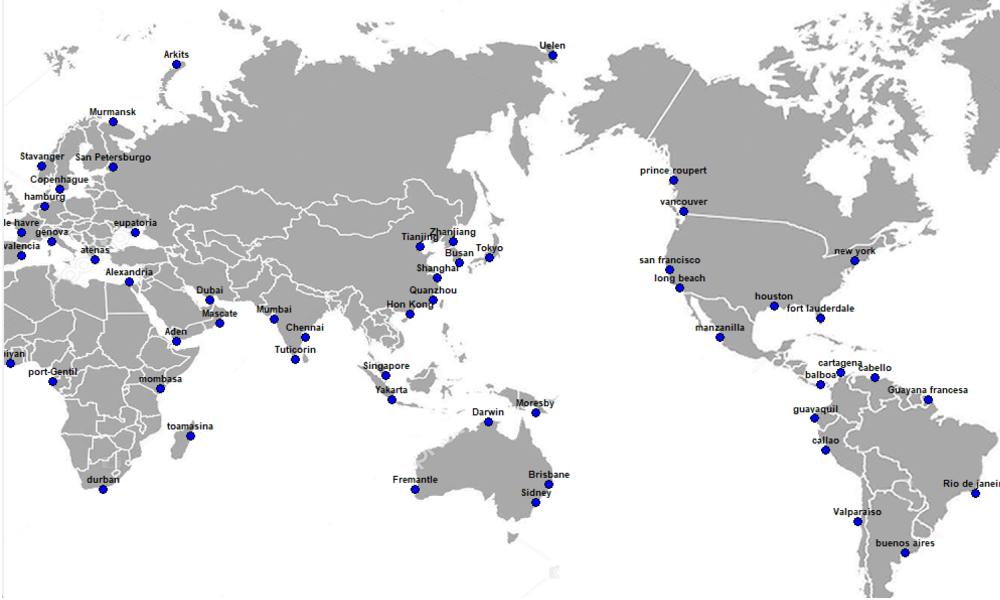 Uelen
Arkits
Murmansk
Stavanger
San Petersburgo
prince roupert
Copenhague
hamburg
vancouver
le havre
genova
eupatoria
Zhanjiang
Tianjing
valencia
atenas
Busan
Tokyo
new york
san francisco
Alexandria
Shanghai
long beach
Dubai
Quanzhou
houston
Hon Kong
Mascate
Mumbai
fort lauderdale
Aden
Chennai
manzanilla
Tuticorin
iyan
Singapore
cartagena
cabello
port-Gentil
balboa
mombasa
Yakarta
Guayana francesa
Moresby
Darwin
guayaquil
toamasina
callao
durban
Fremantle
Brisbane
Rio de janeir
Sidney
Valparaiso
buenos aires